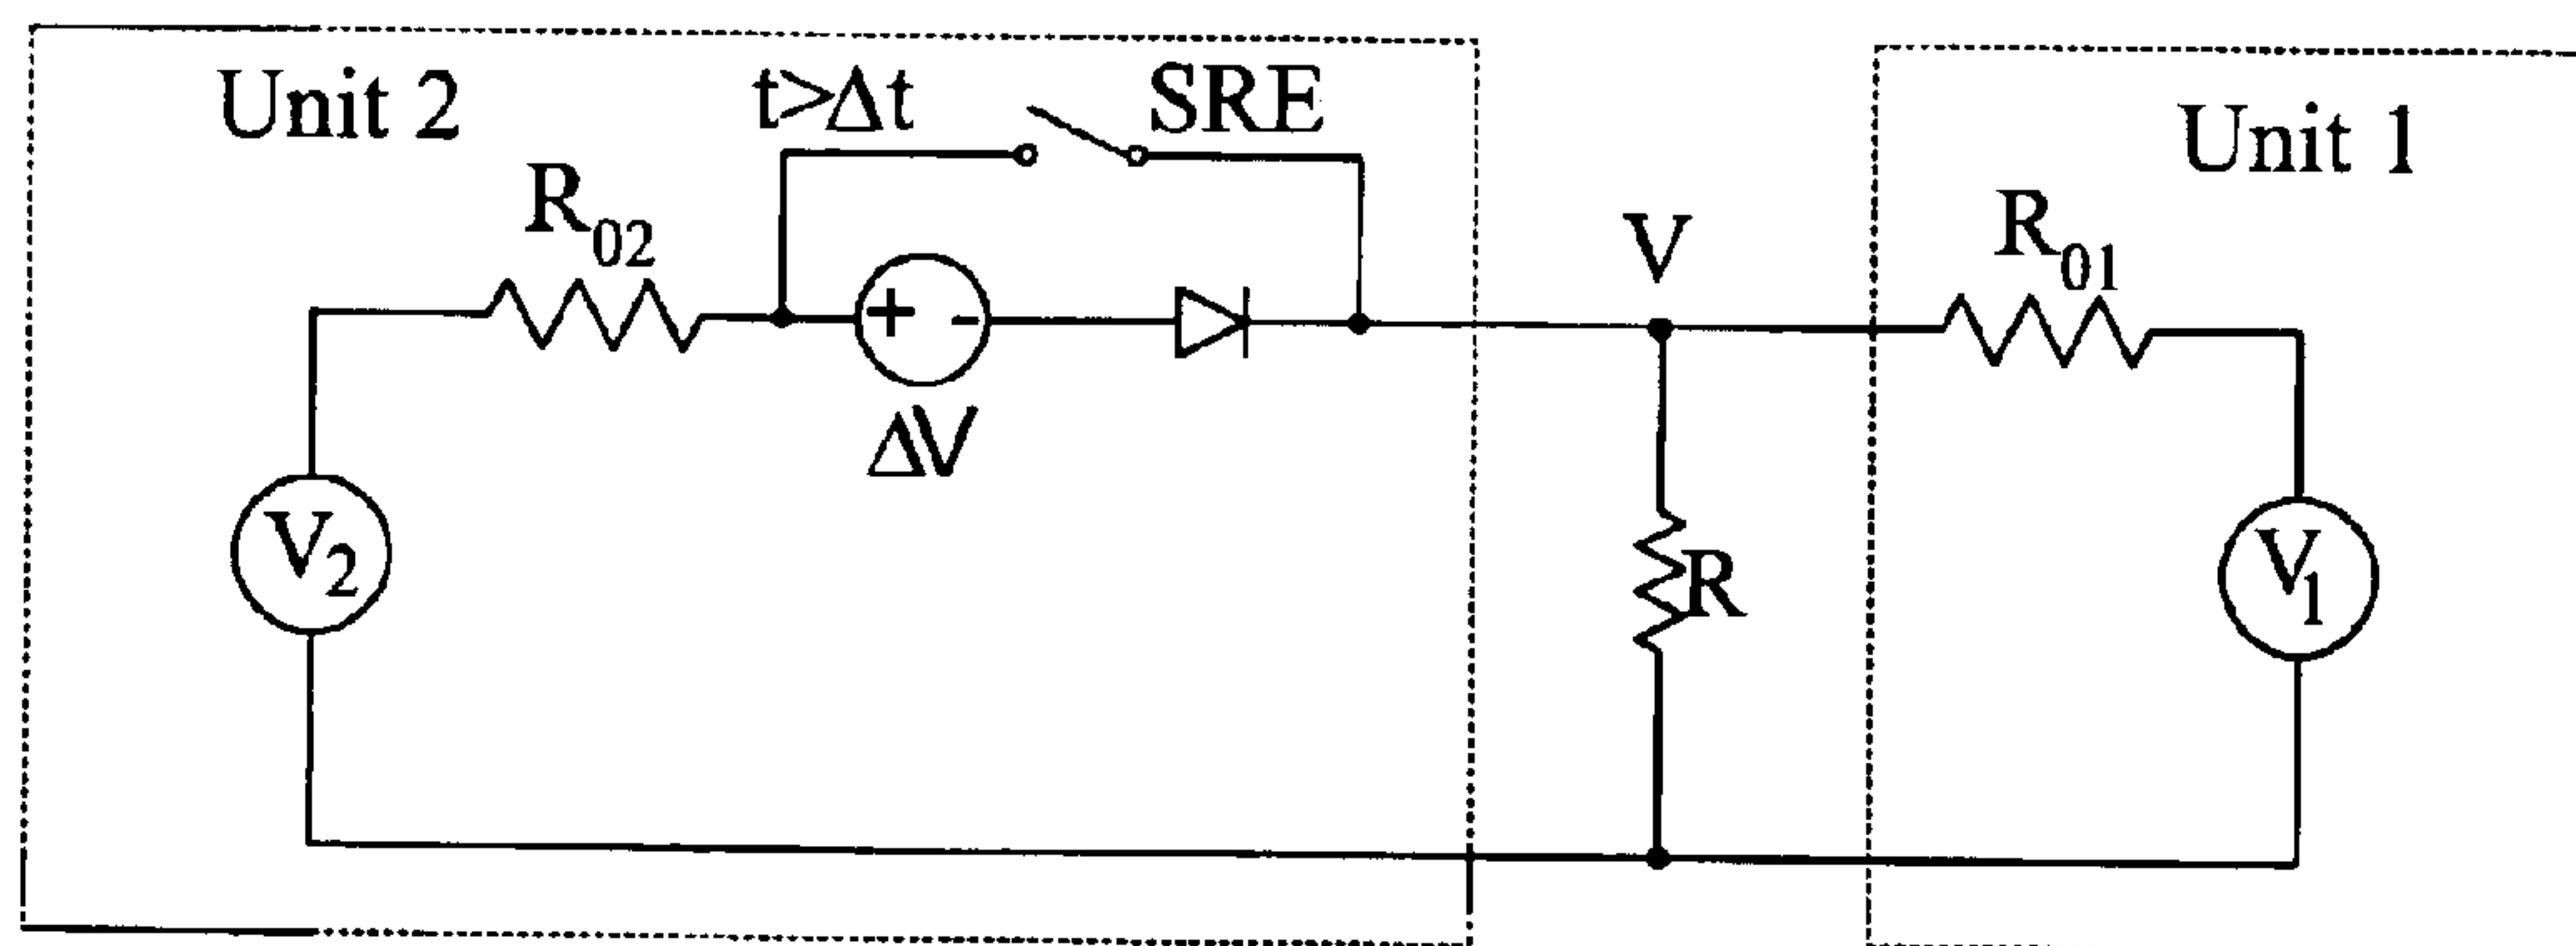 Unit 2
t>Δt
SRE
Unit 1
R02
V
R01
+
-
ΔV
V2
R
V1